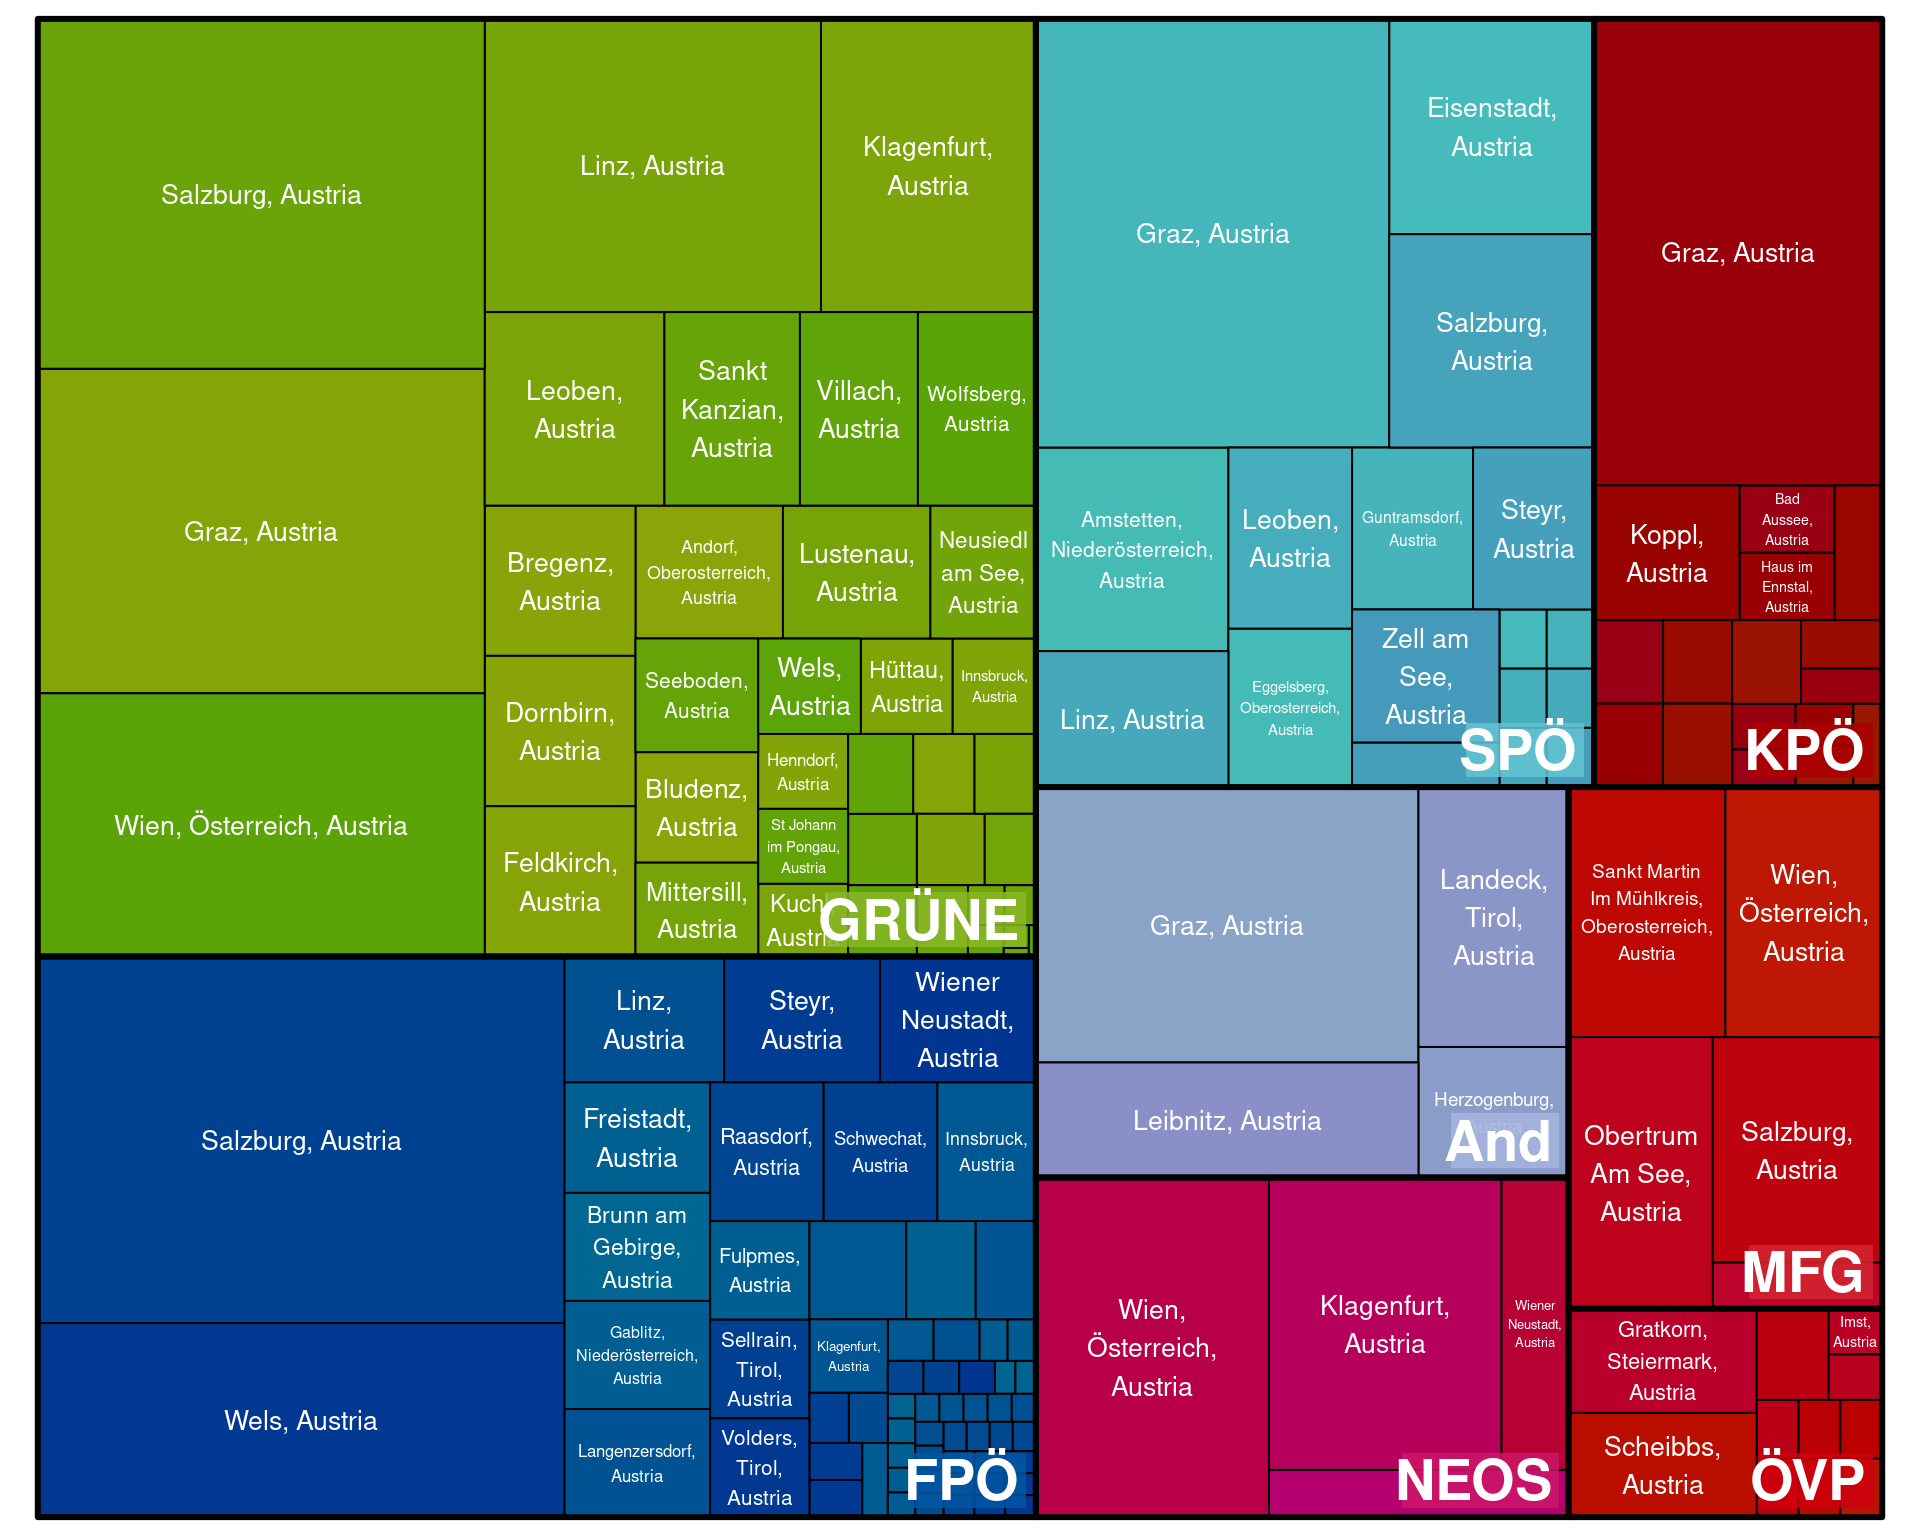 Salzburg, Austria
Graz, Austria
Wien, Österreich, Austria
Linz, Austria
Klagenfurt,
Austria
Leoben,
Austria
Sankt
Kanzian,
Austria
Villach,
Austria
Wolfsberg,
Austria
Bregenz,
Austria
Dornbirn,
Austria
Feldkirch,
Austria
Andorf,
Oberosterreich,
Austria
Lustenau,
Austria
Neusiedl
am See,
Austria
Seeboden,
Austria
Bludenz,
Austria
Mittersill,
Austria
Wels,
Austria
Hüttau,
Austria
Innsbruck,
Austria
Henndorf,
Austria
St Johann
im Pongau,
Austria
Kuchl,
Austria
GRÜNE
Salzburg, Austria
Wels, Austria
Linz,
Austria
Steyr,
Austria
Wiener
Neustadt,
Austria
Freistadt,
Austria
Brunn am
Gebirge,
Austria
Gablitz,
Niederösterreich,
Austria
Langenzersdorf,
Austria
Raasdorf,
Austria
Schwechat,
Austria
Innsbruck,
Austria
Fulpmes,
Austria
Sellrain,
Tirol,
Austria
Volders,
Tirol,
Austria
Klagenfurt,
Austria
FPÖ
Graz, Austria
Eisenstadt,
Austria
Salzburg,
Austria
Amstetten,
Niederösterreich,
Austria
Linz, Austria
Leoben,
Austria
Eggelsberg,
Oberosterreich,
Austria
Guntramsdorf,
Austria
Steyr,
Austria
Zell am
See,
Austria
SPÖ
Graz, Austria
Koppl,
Austria
Bad
Aussee,
Austria
Haus im
Ennstal,
Austria
KPÖ
Graz, Austria
Leibnitz, Austria
Landeck,
Tirol,
Austria
Herzogenburg,
Austria
And
Wien,
Österreich,
Austria
Klagenfurt,
Austria
Wiener
Neustadt,
Austria
NEOS
Sankt Martin
Im Mühlkreis,
Oberosterreich,
Austria
Wien,
Österreich,
Austria
Obertrum
Am See,
Austria
Salzburg,
Austria
MFG
Gratkorn,
Steiermark,
Austria
Scheibbs,
Austria
Imst,
Austria
ÖVP